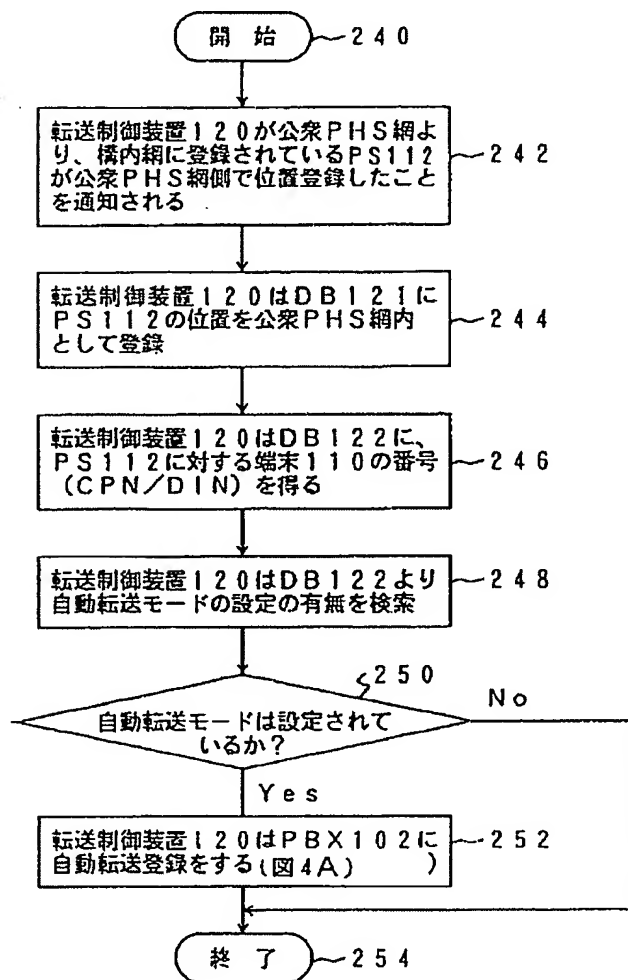 開 始 240
転送制御装置120が公衆PHS網よ
り、構内網に登録されているPS112
が公衆PHS網側で位置登録したこと
を通知される
242
転送制御装置120はDB121に
PS112の位置を公衆PHS網内
として登録
244
転送制御装置120はDB122に、
PS112に対する端末110の番号
(CPN/DIN)を得る
246
転送制御装置120はDB122より
自動転送モードの設定の有無を検索
248
250
自動転送モードは設定されて
いるか?
No
Yes
転送制御装置120はPBX102に
自動転送登録をする(図4A) )
252
終 了 254